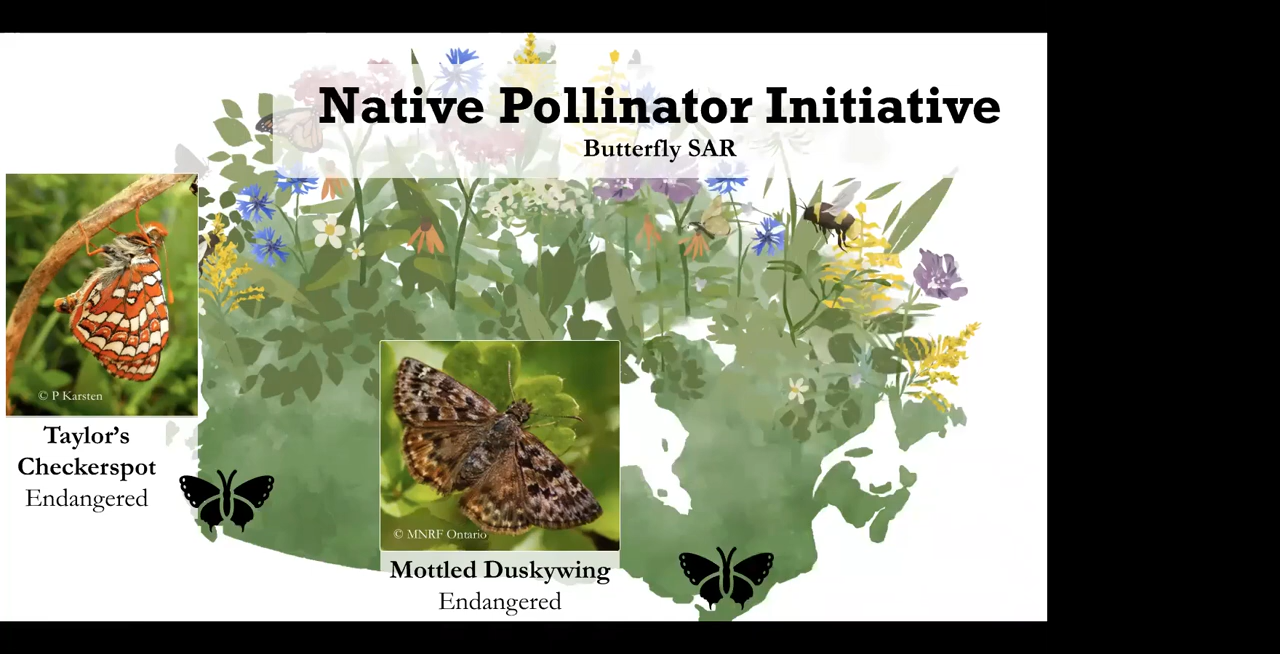 Native Pollinator Initiative
Butterfly SAR
© P Karsten
Taylor's
Checkerspot
Endangered
© MNRF Ontario
Mottled Duskywing
Endangered